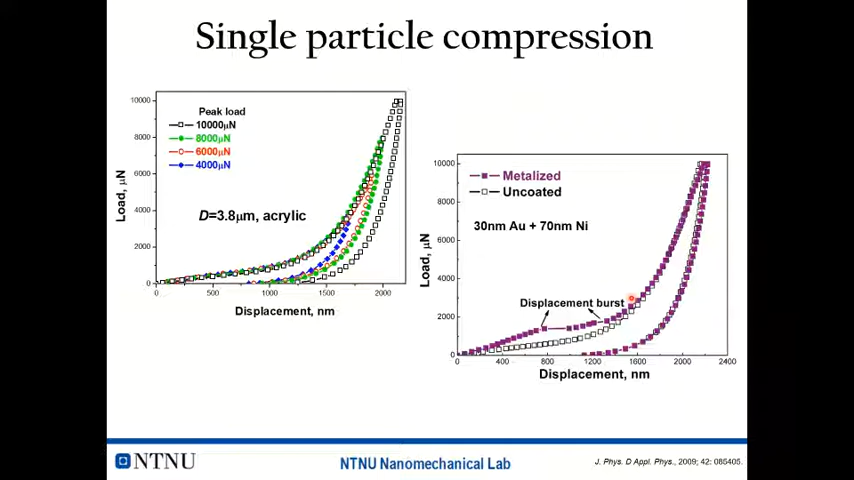 Single particle compression
Peak load
10000μN
8000μN
6000μN
4000μN
D=3.8μm, acrylic
Load, μN
10000
8000
6000
4000
2000
0
0
500
1000
1500
2000
Displacement, nm
Metalized
Uncoated
30nm Au + 70nm Ni
Displacement burst
Load, μN
10000
8000
6000
4000
2000
0
0
400
800
1200
1600
2000
2400
Displacement, nm
NTNU
NTNU Nanomechanical Lab
J. Phys. D Appl. Phys., 2009; 42: 085405.